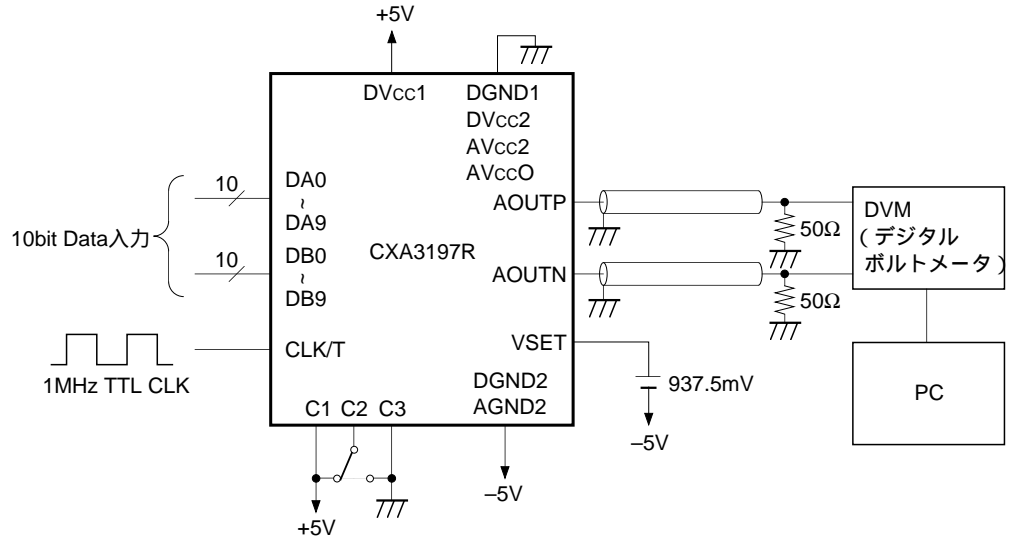 +5V
DVCC1
DGND1
DVCC2
AVCC2
AVCCO
10bit Data入力
10
DA0
~
DA9
10
DB0
~
DB9
CXA3197R
AOUTP
AOUTN
50Ω
50Ω
DVM
(デジタル
ボルトメータ)
1MHz TTL CLK
CLK/T
VSET
937.5mV
–5V
PC
DGND2
AGND2
C1 C2 C3
+5V
–5V